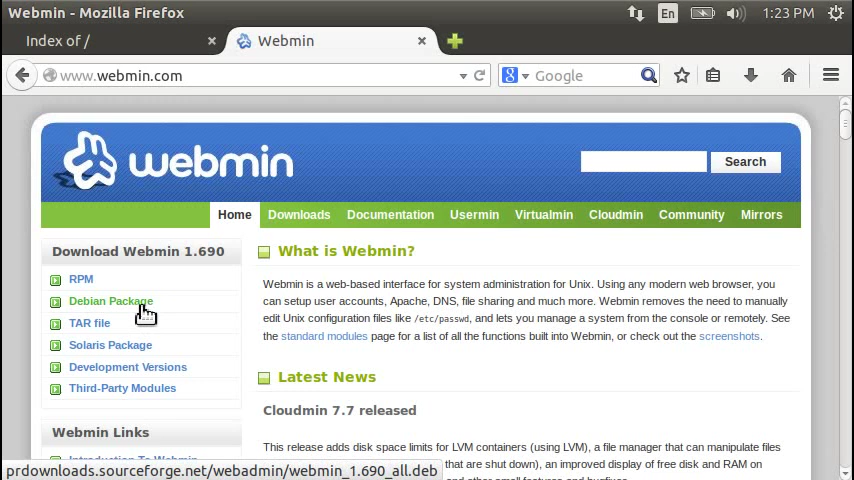 Webmin - Mozilla Firefox
En
1:23 PM
Index of /
Webmin
www.webmin.com
Google
webmin
Search
Home
Downloads
Documentation
Usermin
Virtualmin
Cloudmin
Community
Mirrors
Download Webmin 1.690
RPM
Debian Package
TAR file
Solaris Package
Development Versions
Third-Party Modules
Webmin Links
What is Webmin?
Webmin is a web-based interface for system administration for Unix. Using any modern web browser, you
can setup user accounts, Apache, DNS, file sharing and much more. Webmin removes the need to manually
edit Unix configuration files like /etc/passwd, and lets you manage a system from the console or remotely. See
the standard modules page for a list of all the functions built into Webmin, or check out the screenshots.
Latest News
Cloudmin 7.7 released
This release adds disk space limits for LVM containers (using LVM), a file manager that can manipulate files
that are shut down), an improved display of free disk and RAM on
prdownloads.sourceforge.net/webadmin/webmin_1.690_all.deb